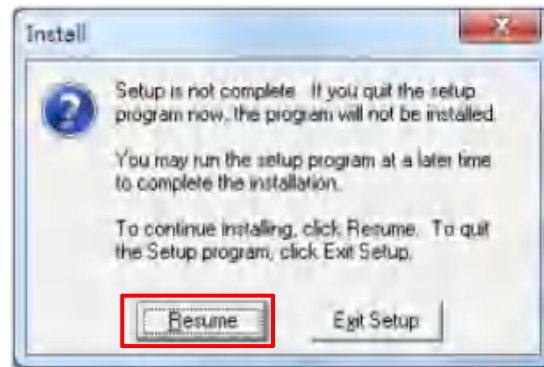 Install
Setup is not complete. If you quit the setup
program now, the program will not be installed.
You may run the setup program at a later time
to complete the installation.
To continue installing, click Resume. To quit
the Setup program, click Exit Setup.
Resume
Exit Setup